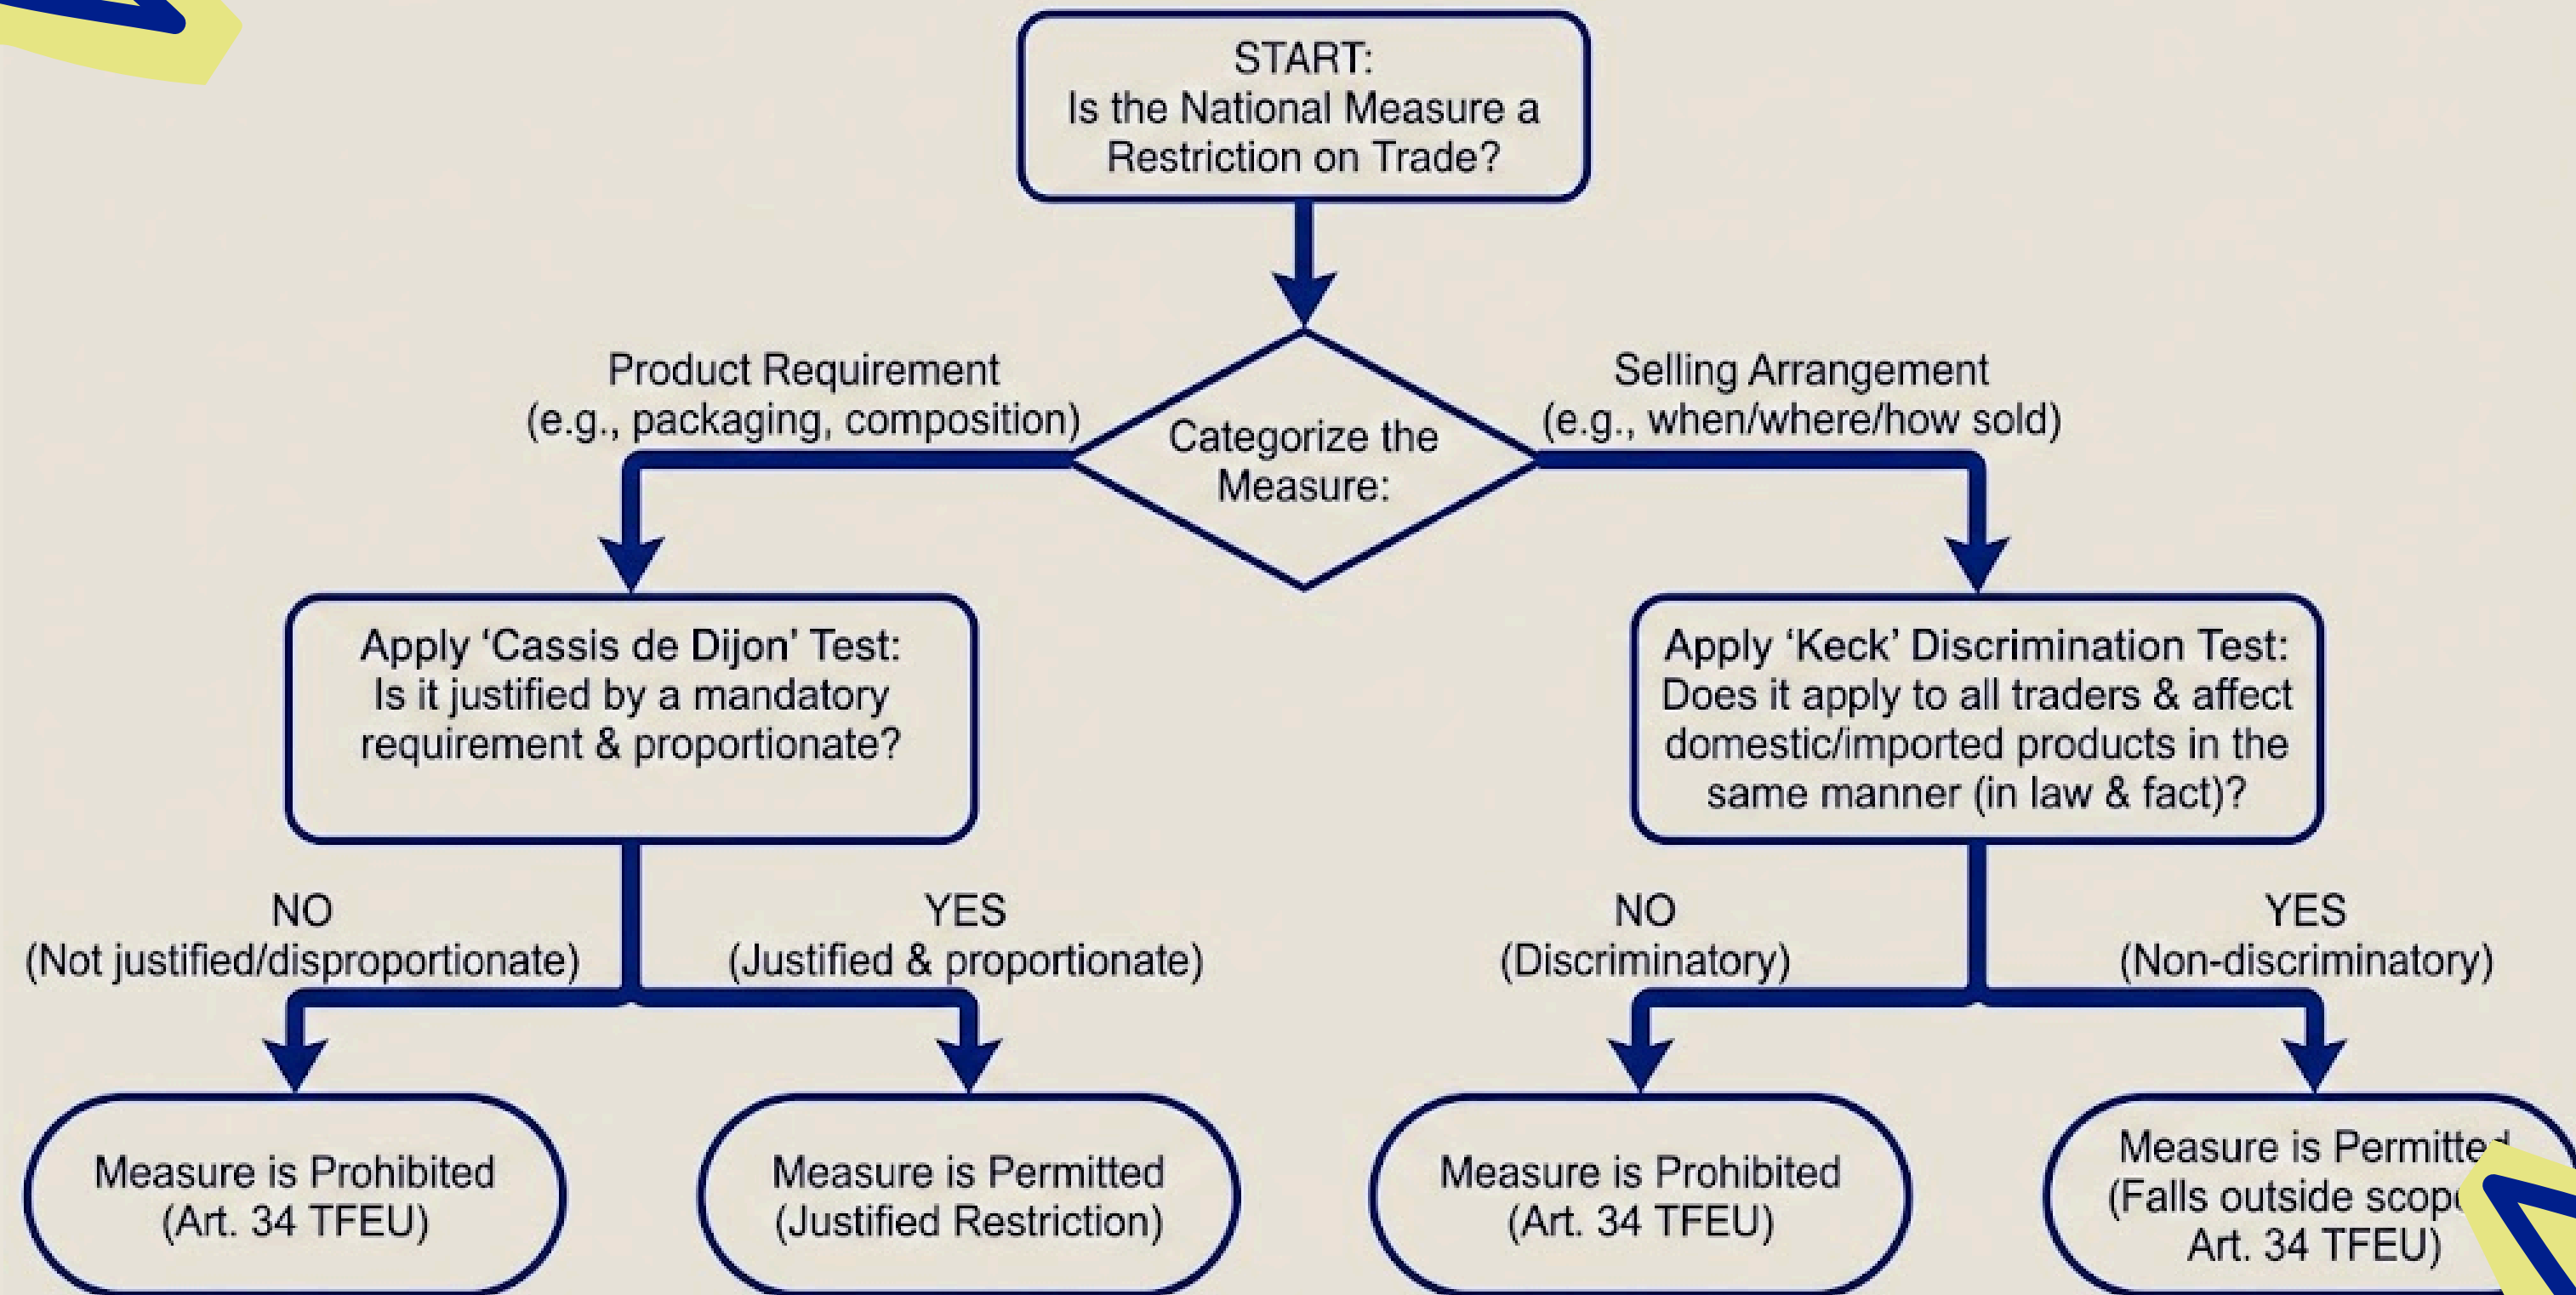 START:
Is the National Measure a
Restriction on Trade?
Product Requirement
(e.g., packaging, composition)
Categorize the
Measure:
Selling Arrangement
(e.g., when/where/how sold)
Apply ‘Cassis de Dijon’ Test:
Is it justified by a mandatory
requirement & proportionate?
Apply ‘Keck’ Discrimination Test:
Does it apply to all traders & affect
domestic/imported products in the
same manner (in law & fact)?
NO
(Not justified/disproportionate)
YES
(Justified & proportionate)
NO
(Discriminatory)
YES
(Non-discriminatory)
Measure is Prohibited
(Art. 34 TFEU)
Measure is Permitted
(Justified Restriction)
Measure is Prohibited
(Art. 34 TFEU)
Measure is Permitted
(Falls outside scope
Art. 34 TFEU)